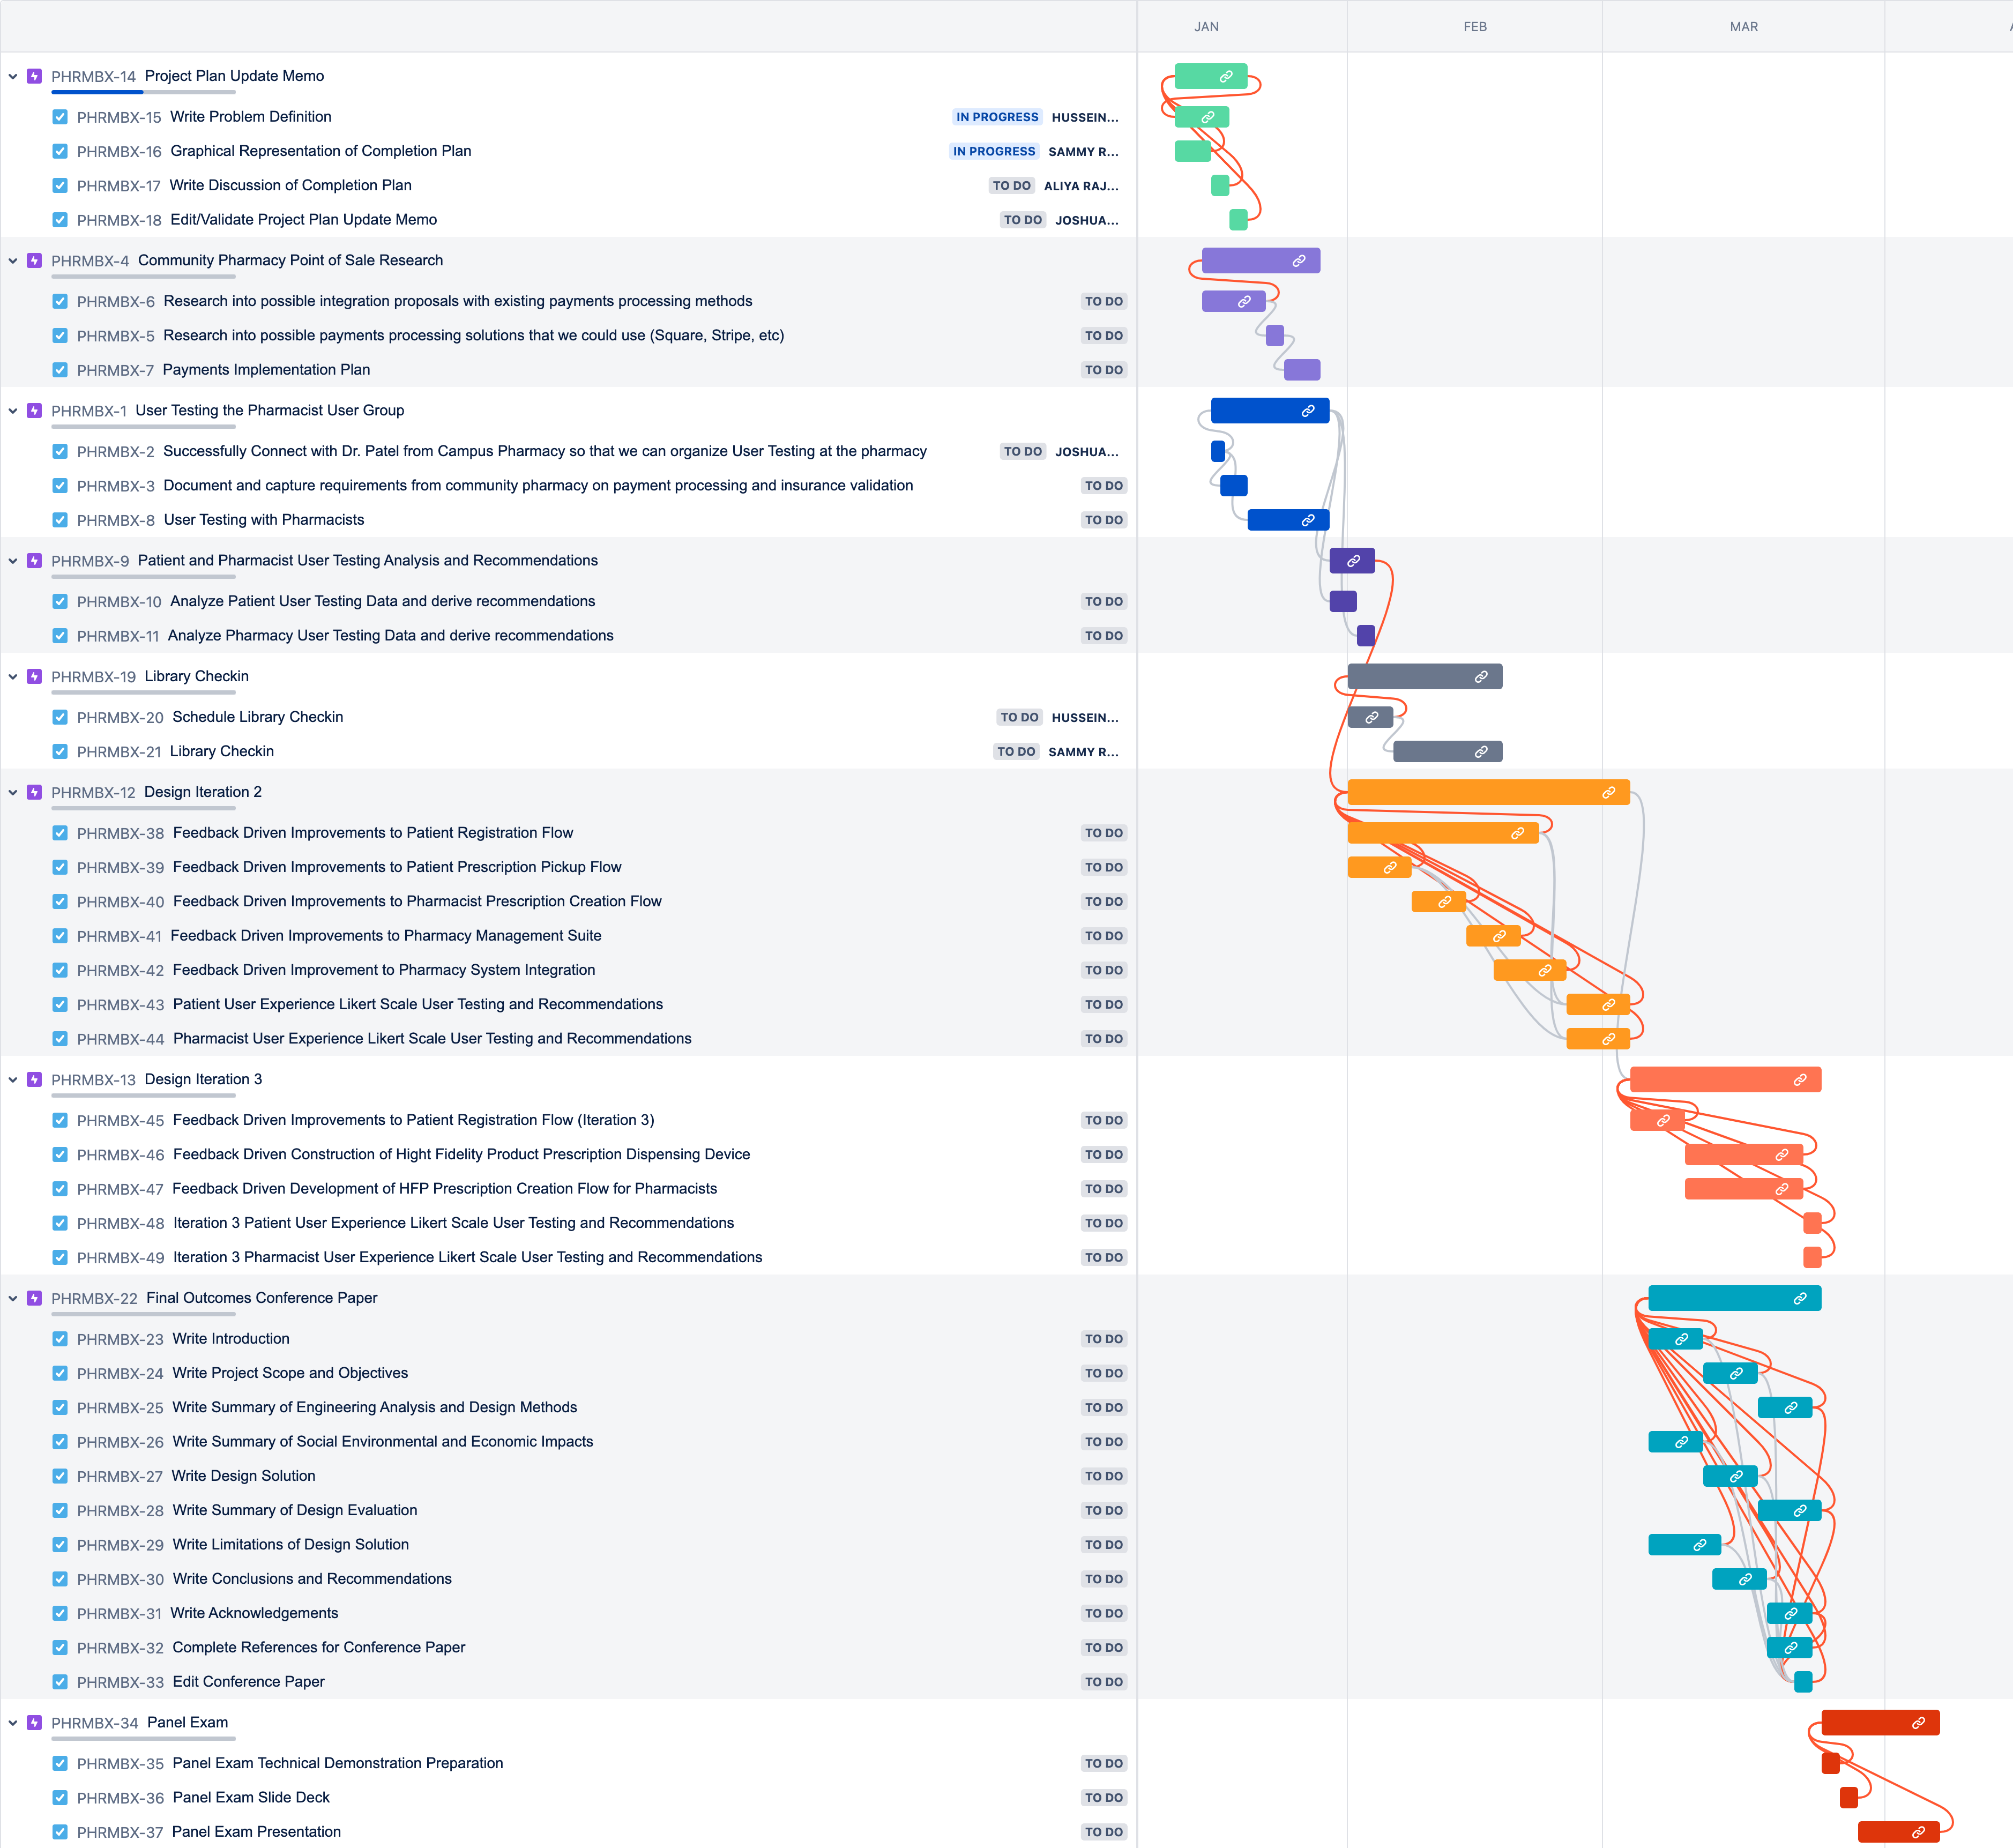 JAN FEB MAR
PHRMBX-14 Project Plan Update Memo
PHRMBX-15 Write Problem Definition IN PROGRESS HUSSEIN...
PHRMBX-16 Graphical Representation of Completion Plan IN PROGRESS SAMMY R...
PHRMBX-17 Write Discussion of Completion Plan TO DO ALIYA RAJ...
PHRMBX-18 Edit/Validate Project Plan Update Memo TO DO JOSHUA...
PHRMBX-4 Community Pharmacy Point of Sale Research
PHRMBX-6 Research into possible integration proposals with existing payments processing methods TO DO
PHRMBX-5 Research into possible payments processing solutions that we could use (Square, Stripe, etc) TO DO
PHRMBX-7 Payments Implementation Plan TO DO
PHRMBX-1 User Testing the Pharmacist User Group
PHRMBX-2 Successfully Connect with Dr. Patel from Campus Pharmacy so that we can organize User Testing at the pharmacy TO DO JOSHUA...
PHRMBX-3 Document and capture requirements from community pharmacy on payment processing and insurance validation TO DO
PHRMBX-8 User Testing with Pharmacists TO DO
PHRMBX-9 Patient and Pharmacist User Testing Analysis and Recommendations
PHRMBX-10 Analyze Patient User Testing Data and derive recommendations TO DO
PHRMBX-11 Analyze Pharmacy User Testing Data and derive recommendations TO DO
PHRMBX-19 Library Checkin
PHRMBX-20 Schedule Library Checkin TO DO HUSSEIN...
PHRMBX-21 Library Checkin TO DO SAMMY R...
PHRMBX-12 Design Iteration 2
PHRMBX-38 Feedback Driven Improvements to Patient Registration Flow TO DO
PHRMBX-39 Feedback Driven Improvements to Patient Prescription Pickup Flow TO DO
PHRMBX-40 Feedback Driven Improvements to Pharmacist Prescription Creation Flow TO DO
PHRMBX-41 Feedback Driven Improvements to Pharmacy Management Suite TO DO
PHRMBX-42 Feedback Driven Improvement to Pharmacy System Integration TO DO
PHRMBX-43 Patient User Experience Likert Scale User Testing and Recommendations TO DO
PHRMBX-44 Pharmacist User Experience Likert Scale User Testing and Recommendations TO DO
PHRMBX-13 Design Iteration 3
PHRMBX-45 Feedback Driven Improvements to Patient Registration Flow (Iteration 3) TO DO
PHRMBX-46 Feedback Driven Construction of Hight Fidelity Product Prescription Dispensing Device TO DO
PHRMBX-47 Feedback Driven Development of HFP Prescription Creation Flow for Pharmacists TO DO
PHRMBX-48 Iteration 3 Patient User Experience Likert Scale User Testing and Recommendations TO DO
PHRMBX-49 Iteration 3 Pharmacist User Experience Likert Scale User Testing and Recommendations TO DO
PHRMBX-22 Final Outcomes Conference Paper
PHRMBX-23 Write Introduction TO DO
PHRMBX-24 Write Project Scope and Objectives TO DO
PHRMBX-25 Write Summary of Engineering Analysis and Design Methods TO DO
PHRMBX-26 Write Summary of Social Environmental and Economic Impacts TO DO
PHRMBX-27 Write Design Solution TO DO
PHRMBX-28 Write Summary of Design Evaluation TO DO
PHRMBX-29 Write Limitations of Design Solution TO DO
PHRMBX-30 Write Conclusions and Recommendations TO DO
PHRMBX-31 Write Acknowledgements TO DO
PHRMBX-32 Complete References for Conference Paper TO DO
PHRMBX-33 Edit Conference Paper TO DO
PHRMBX-34 Panel Exam
PHRMBX-35 Panel Exam Technical Demonstration Preparation TO DO
PHRMBX-36 Panel Exam Slide Deck TO DO
PHRMBX-37 Panel Exam Presentation TO DO